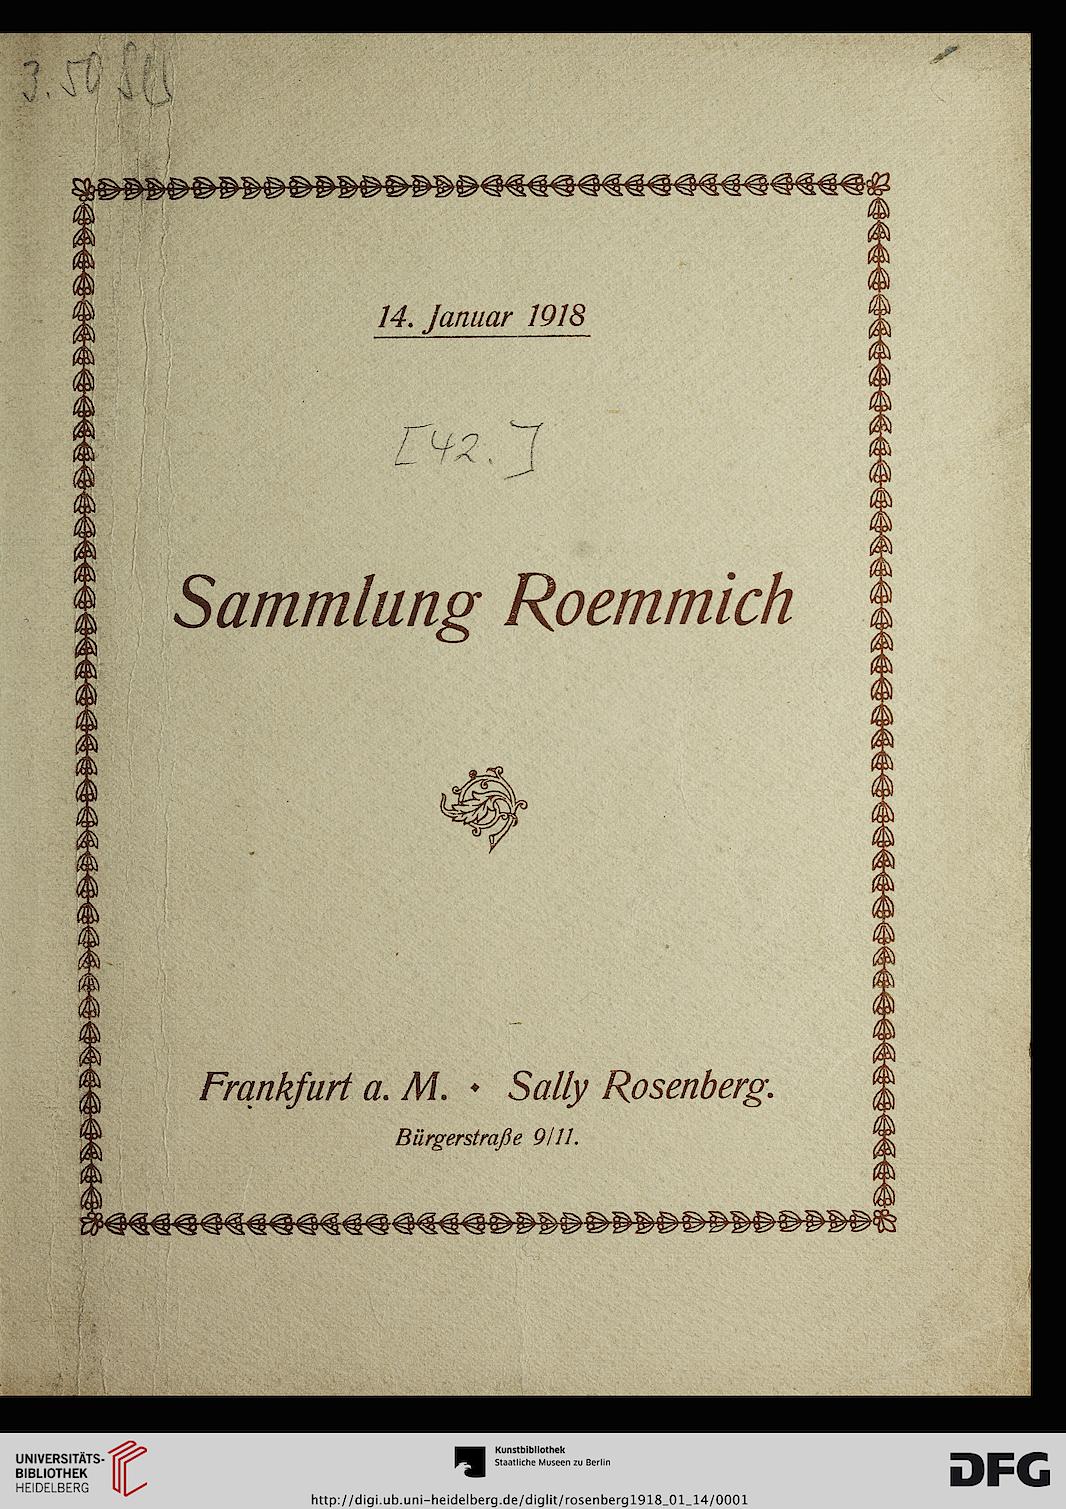 3.50
14. Januar 1918
[42.]
Sammlung Roemmich
Frankfurt a. M. • Sally Rosenberg.
Bürgerstraße 9/11.
UNIVERSITÄTS-
BIBLIOTHEK
HEIDELBERG
Kunstbibliothek
Staatliche Museen zu Berlin
DFG
http://digi.ub.uni-heidelberg.de/diglit/rosenberg1918_01_14/0001